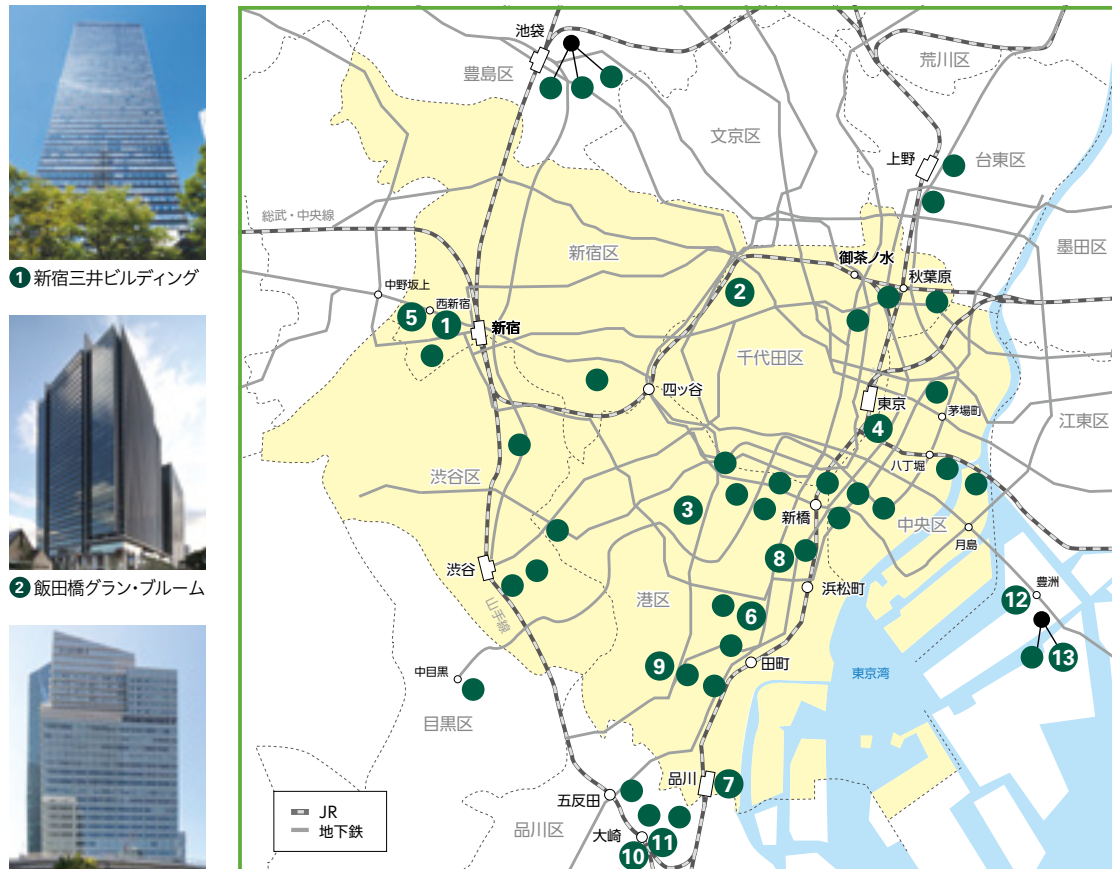 1 新宿三井ビルディング
2 飯田橋グラン・ブルーム
池袋
豊島区
荒川区
文京区
上野
台東区
総武・中央線
新宿区
墨田区
御茶ノ水
秋葉原
中野坂上
西新宿
5
1
新宿
2
千代田区
四ッ谷
東京
茅場町
江東区
4
八丁堀
渋谷区
3
新橋
中央区
月島
8
渋谷
浜松町
豊洲
12
港区
山手線
6
13
中目黒
9
田町
東京湾
目黒区
品川
7
五反田
JR
地下鉄
品川区
大崎
11
10